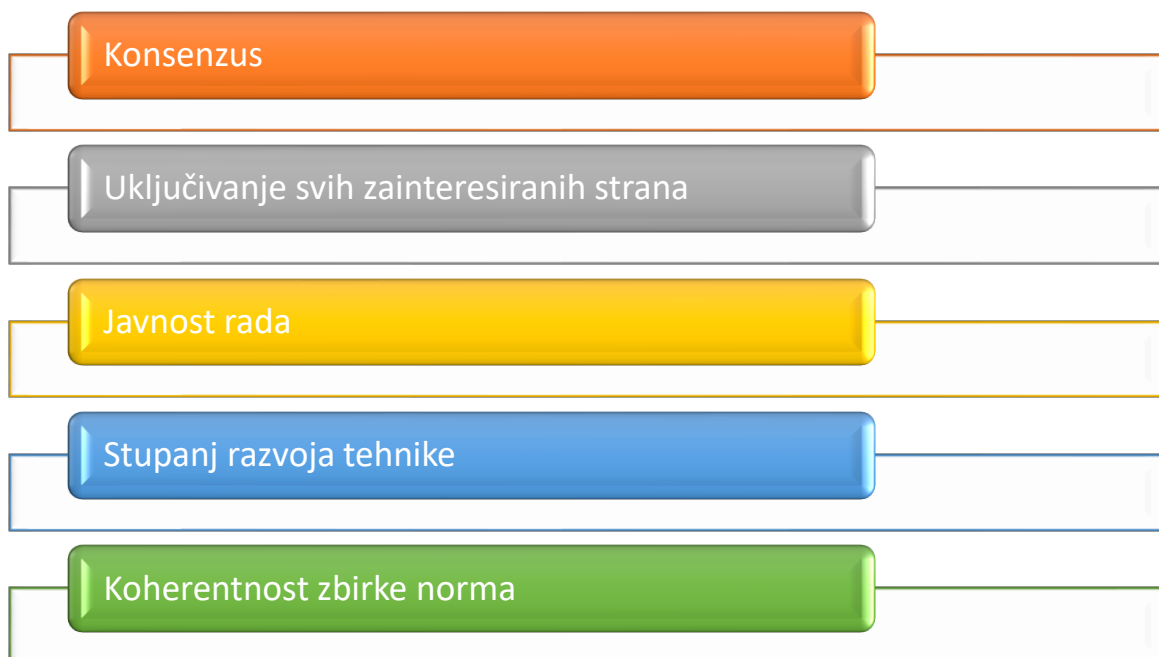 Konsenzus
Uključivanje svih zainteresiranih strana
Javnost rada
Stupanj razvoja tehnike
Koherentnost zbirke norma